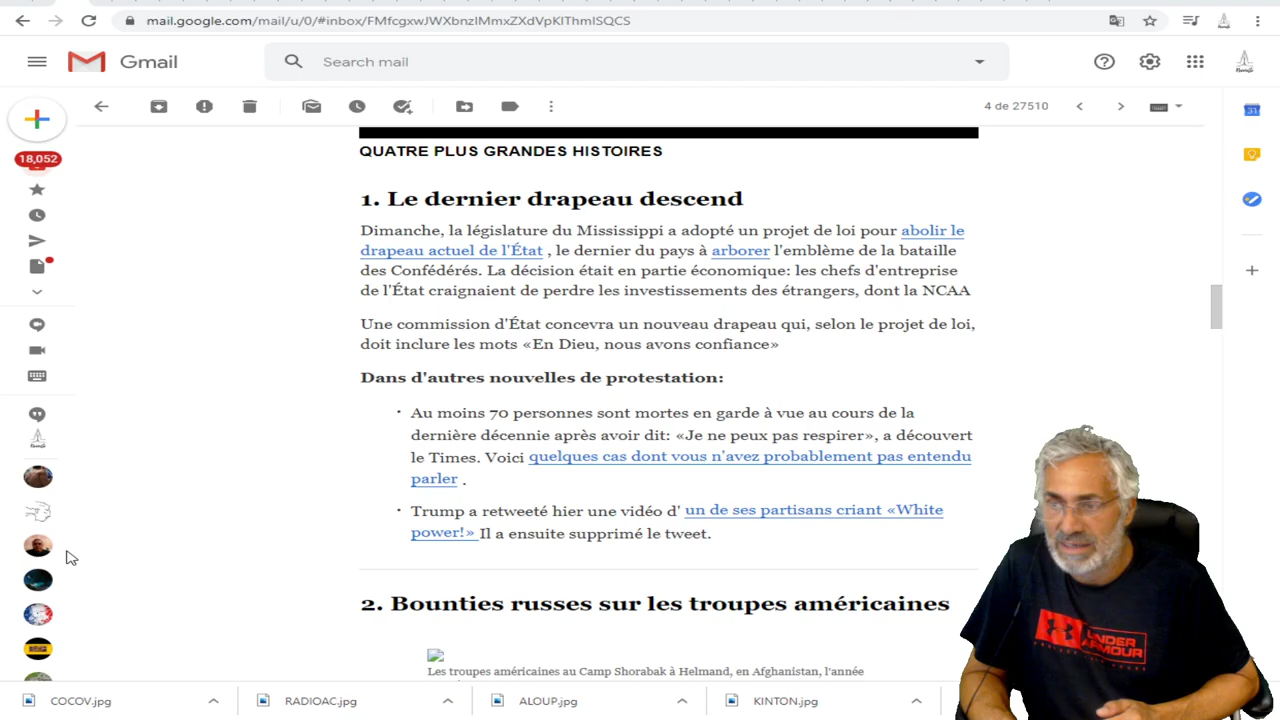 mail.google.com/mail/u/0/#inbox/FMfcgxwJWXbnzIMmxZXdVpKlThmlSQCS
Gmail
Search mail
4 de 27510
31
18,052
QUATRE PLUS GRANDES HISTOIRES
1. Le dernier drapeau descend
Dimanche, la législature du Mississippi a adopté un projet de loi pour abolir le
drapeau actuel de l'État , le dernier du pays à arborer l'emblème de la bataille
des Confédérés. La décision était en partie économique: les chefs d'entreprise
de l'État craignaient de perdre les investissements des étrangers, dont la NCAA
Une commission d'État concevra un nouveau drapeau qui, selon le projet de loi,
doit inclure les mots «En Dieu, nous avons confiance»
Dans d'autres nouvelles de protestation:
· Au moins 70 personnes sont mortes en garde à vue au cours de la
dernière décennie après avoir dit: «Je ne peux pas respirer», a découvert
le Times. Voici quelques cas dont vous n'avez probablement pas entendu
parler .
· Trump a retweeté hier une vidéo d' un de ses partisans criant «White
power!» Il a ensuite supprimé le tweet.
2. Bounties russes sur les troupes américaines
Les troupes américaines au Camp Shorabak à Helmand, en Afghanistan, l'année
UNDER
ARMOUR
COCOV.jpg
RADIOAC.jpg
ALOUP.jpg
KINTON.jpg